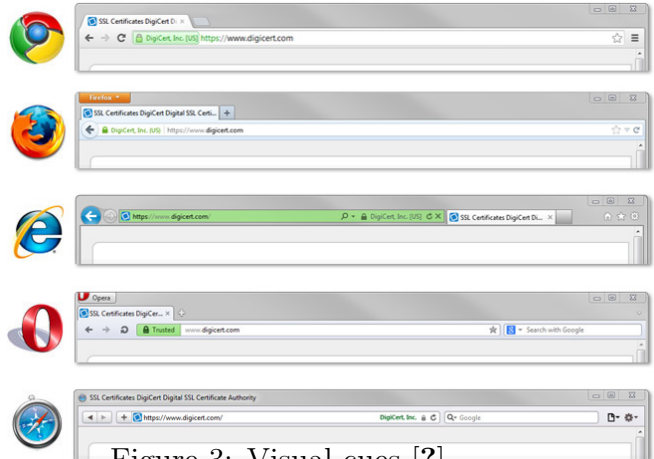 SSL Certificates DigiCert Di ×
DigiCert, Inc. [US] https://www.digicert.com
Firefox
SSL Certificates DigiCert Digital SSL Certi... +
DigiCert, Inc. (US) https://www.digicert.com
https://www.digicert.com/ DigiCert, Inc. [US] SSL Certificates DigiCert Di... ×
Opera
SSL Certificates DigiCer... ×
Trusted www.digicert.com 8 Search with Google
SSL Certificates DigiCert Digital SSL Certificate Authority
https://www.digicert.com/ DigiCert, Inc. Google
Figure 3: Visual cues [?]